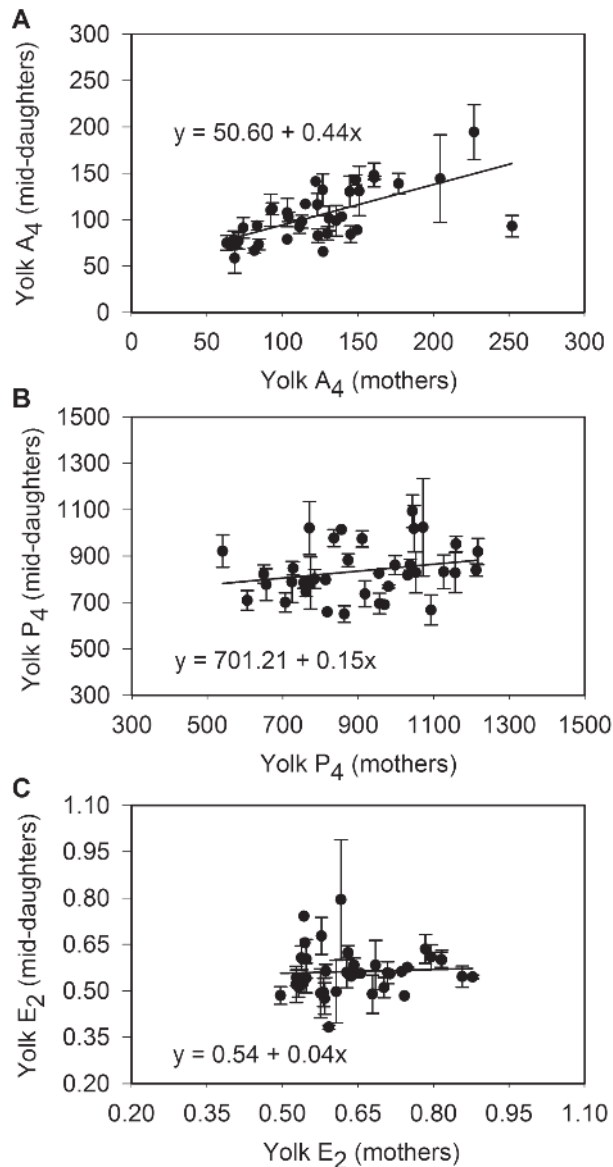 A
300
250
200
150
100
50
0
y = 50.60 + 0.44x
Yolk A4 (mid-daughters)
0 50 100 150 200 250 300
Yolk A4 (mothers)
B
1500
1300
1100
900
700
500
300
y = 701.21 + 0.15x
Yolk P4 (mid-daughters)
300 500 700 900 1100 1300 1500
Yolk P4 (mothers)
C
1.10
0.95
0.80
0.65
0.50
0.35
0.20
y = 0.54 + 0.04x
Yolk E2 (mid-daughters)
0.20 0.35 0.50 0.65 0.80 0.95 1.10
Yolk E2 (mothers)